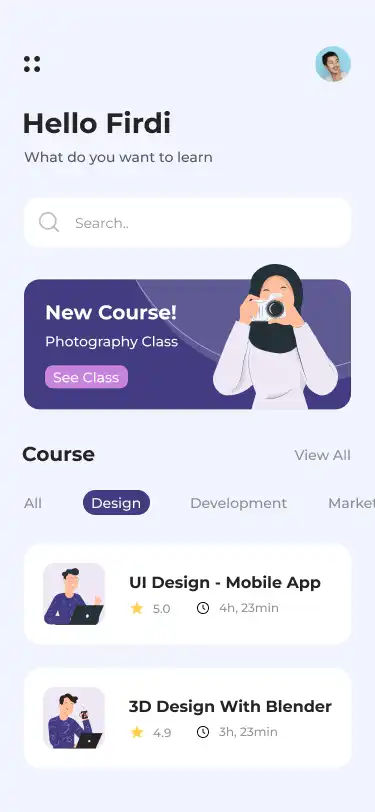 Hello Firdi
What do you want to learn
Search..
New Course!
Photography Class
See Class
Course
View All
All
Design
Development
Market
UI Design - Mobile App
5.0
4h, 23min
3D Design With Blender
4.9
3h, 23min